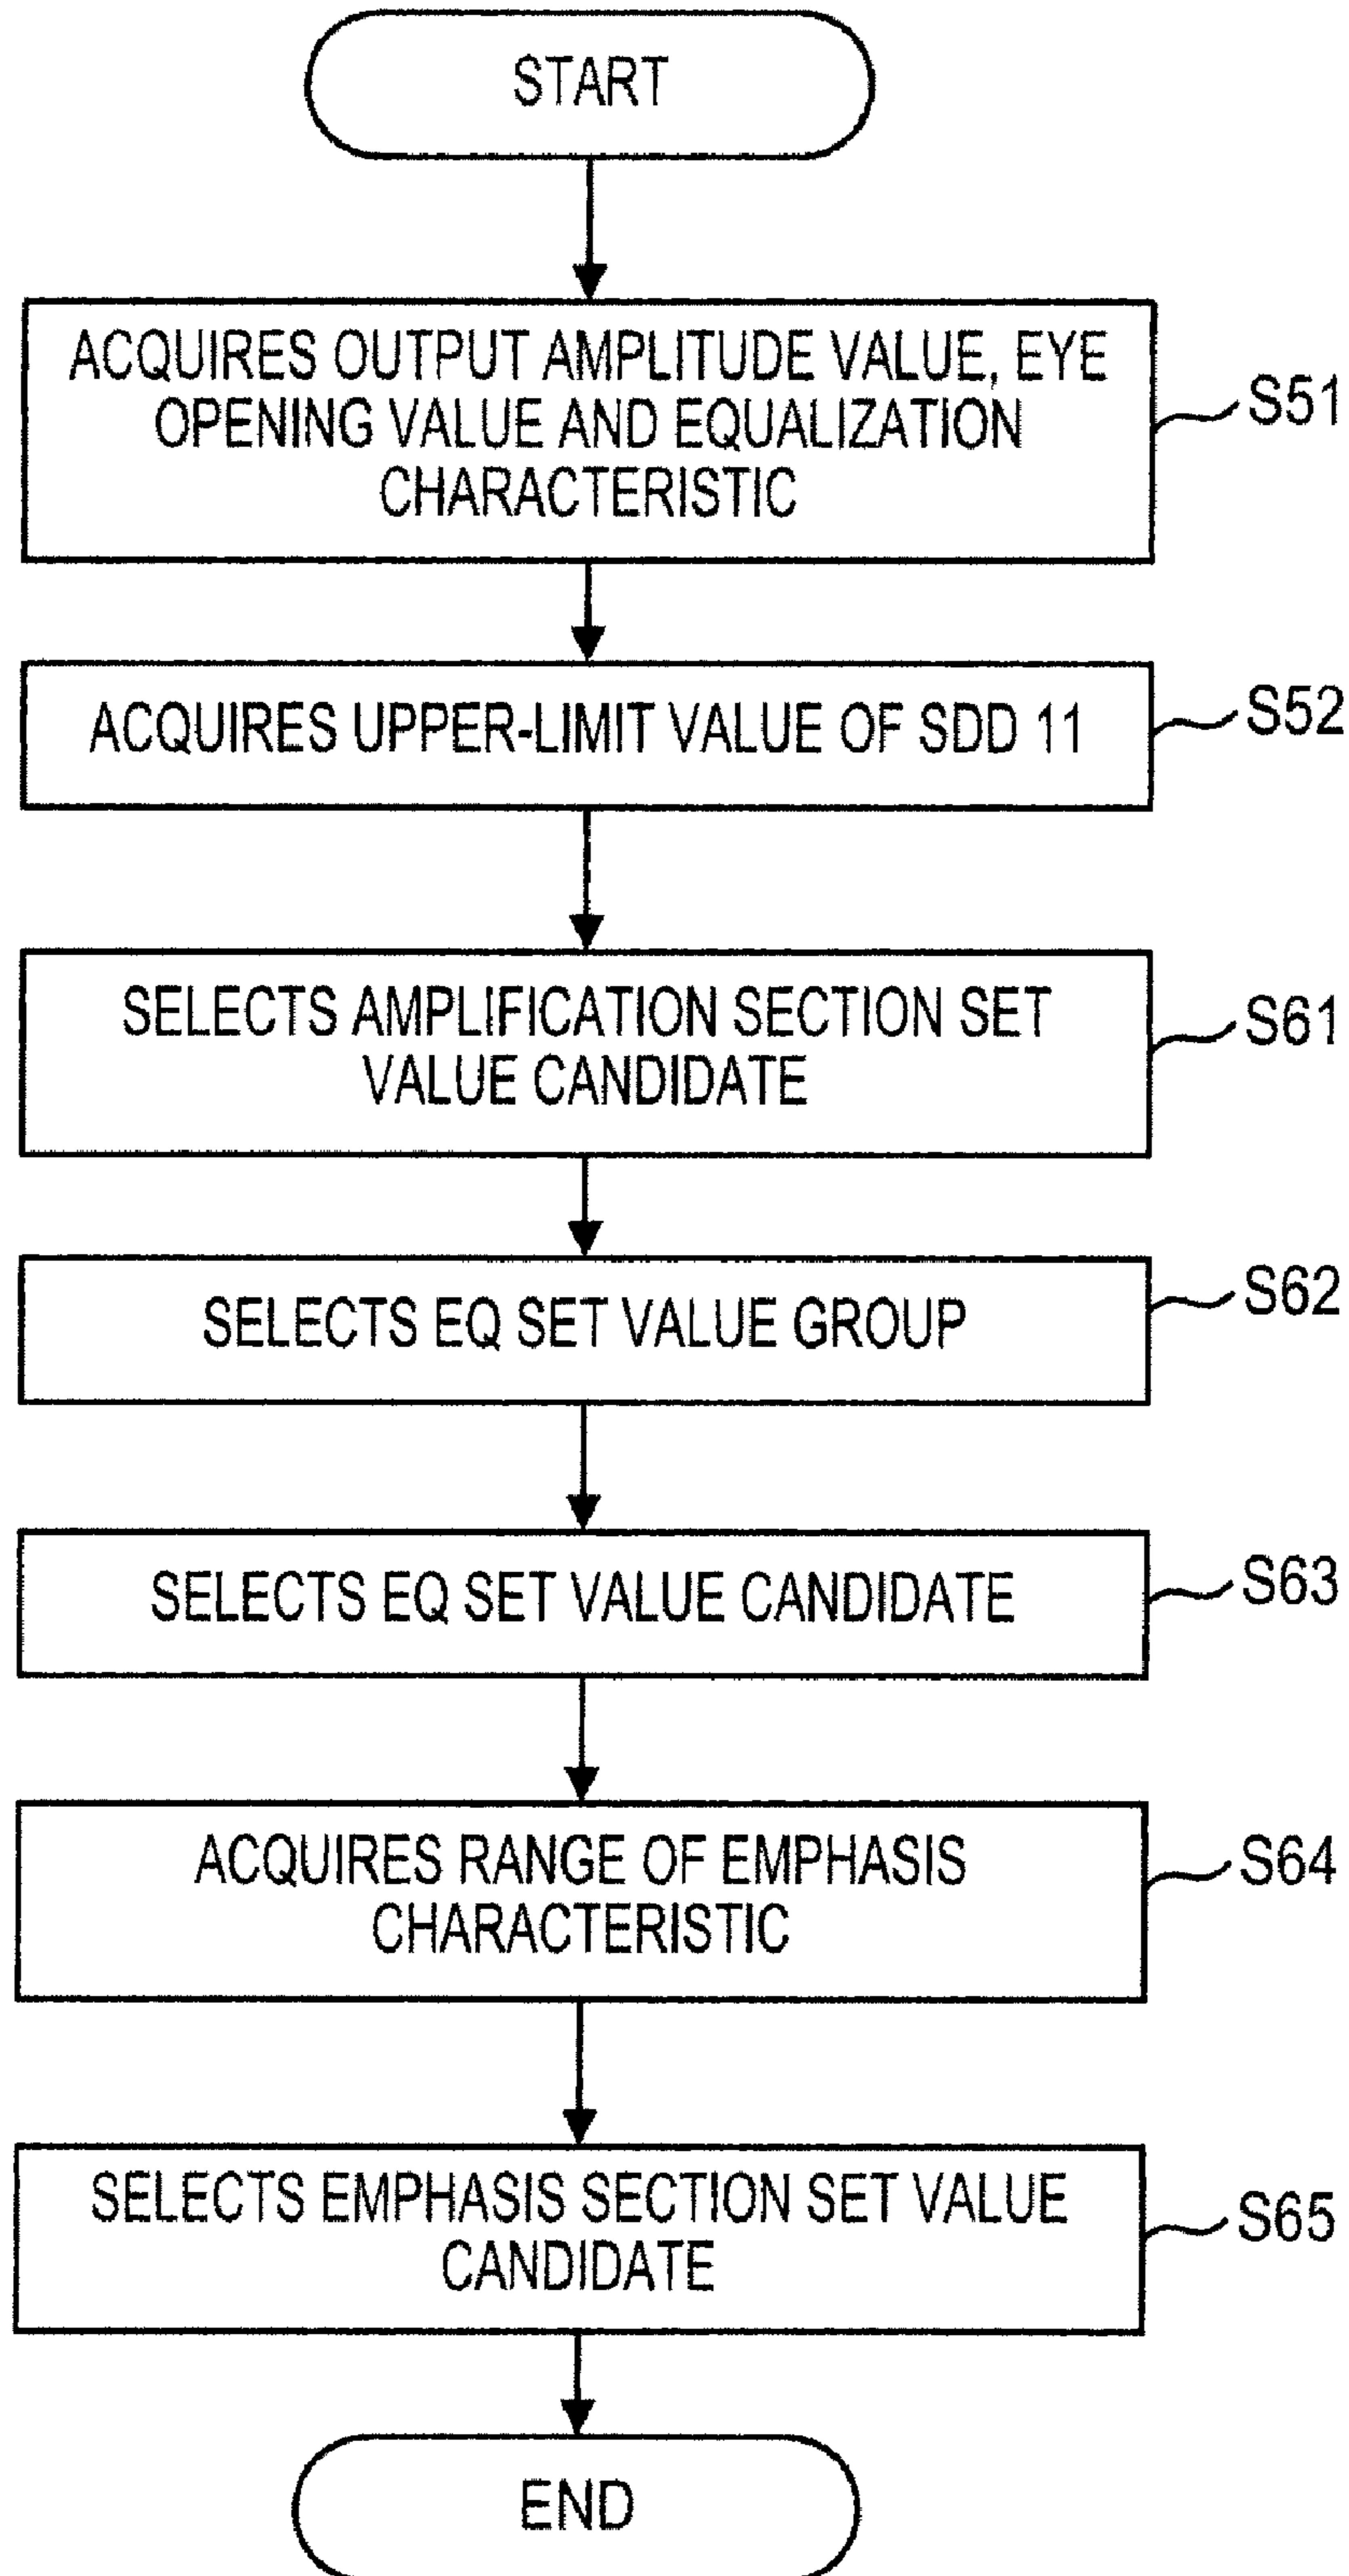 START
ACQUIRES OUTPUT AMPLITUDE VALUE, EYE
OPENING VALUE AND EQUALIZATION
CHARACTERISTIC
S51
ACQUIRES UPPER-LIMIT VALUE OF SDD 11
S52
SELECTS AMPLIFICATION SECTION SET
VALUE CANDIDATE
S61
SELECTS EQ SET VALUE GROUP
S62
SELECTS EQ SET VALUE CANDIDATE
S63
ACQUIRES RANGE OF EMPHASIS
CHARACTERISTIC
S64
SELECTS EMPHASIS SECTION SET VALUE
CANDIDATE
S65
END